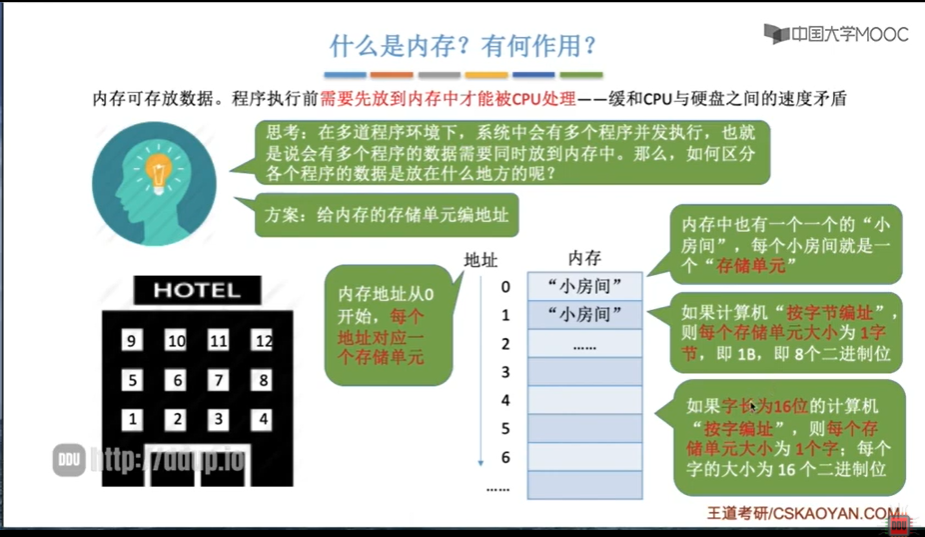 中国大学MOOC
什么是内存？有何作用？
内存可存放数据。程序执行前需要先放到内存中才能被CPU处理——缓和CPU与硬盘之间的速度矛盾
思考：在多道程序环境下，系统中会有多个程序并发执行，也就
是说会有多个程序的数据需要同时放到内存中。那么，如何区分
各个程序的数据是放在什么地方的呢？
方案：给内存的存储单元编地址
HOTEL
9 10 11 12
5 6 7 8
1 2 3 4
内存地址从0
开始，每个
地址对应一
个存储单元
地址 内存
0 “小房间”
1 “小房间”
2 ……
3
4
5
6
……
内存中也有一个一个的“小
房间”，每个小房间就是一
个“存储单元”
如果计算机“按字节编址”，
则每个存储单元大小为 1字
节，即 1B，即 8个二进制位
如果字长为16位的计算机
“按字编址”，则每个存
储单元大小为 1个字；每个
字的大小为 16 个二进制位
DDU http://ddup.io
王道考研/CSKAOYAN.COM
DDU